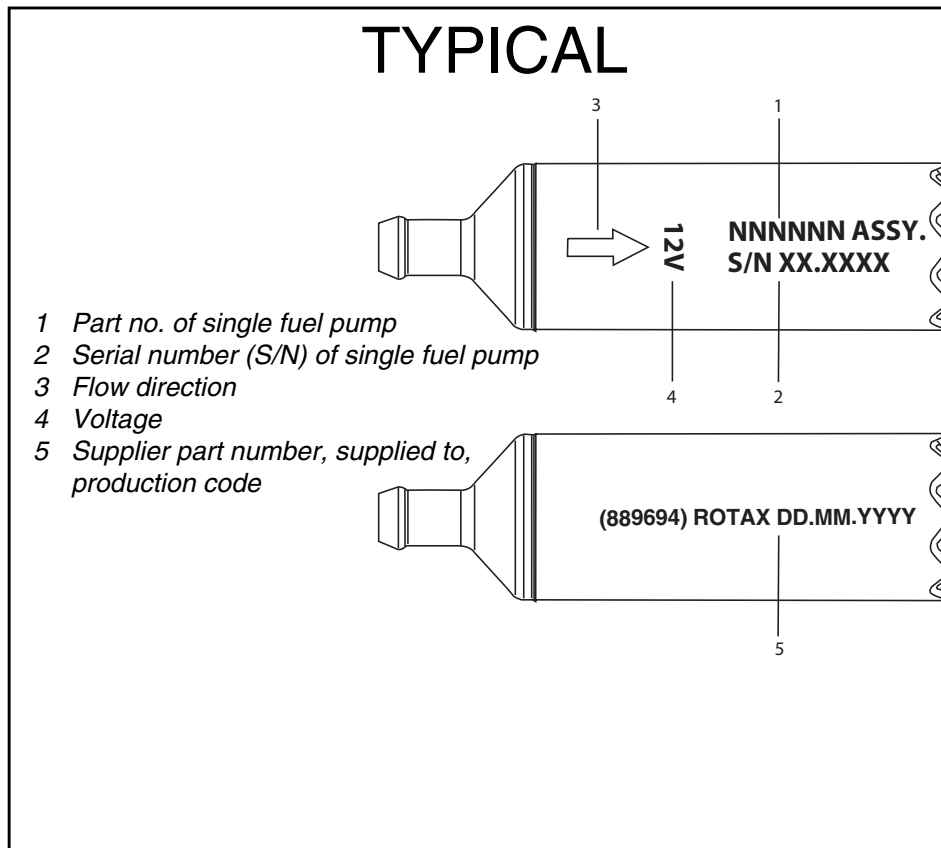 TYPICAL
3
1
12V
NNNNNN ASSY.
S/N XX.XXXX
1 Part no. of single fuel pump
2 Serial number (S/N) of single fuel pump
3 Flow direction
4 Voltage
5 Supplier part number, supplied to,
production code
4
2
(889694) ROTAX DD.MM.YYYY
5